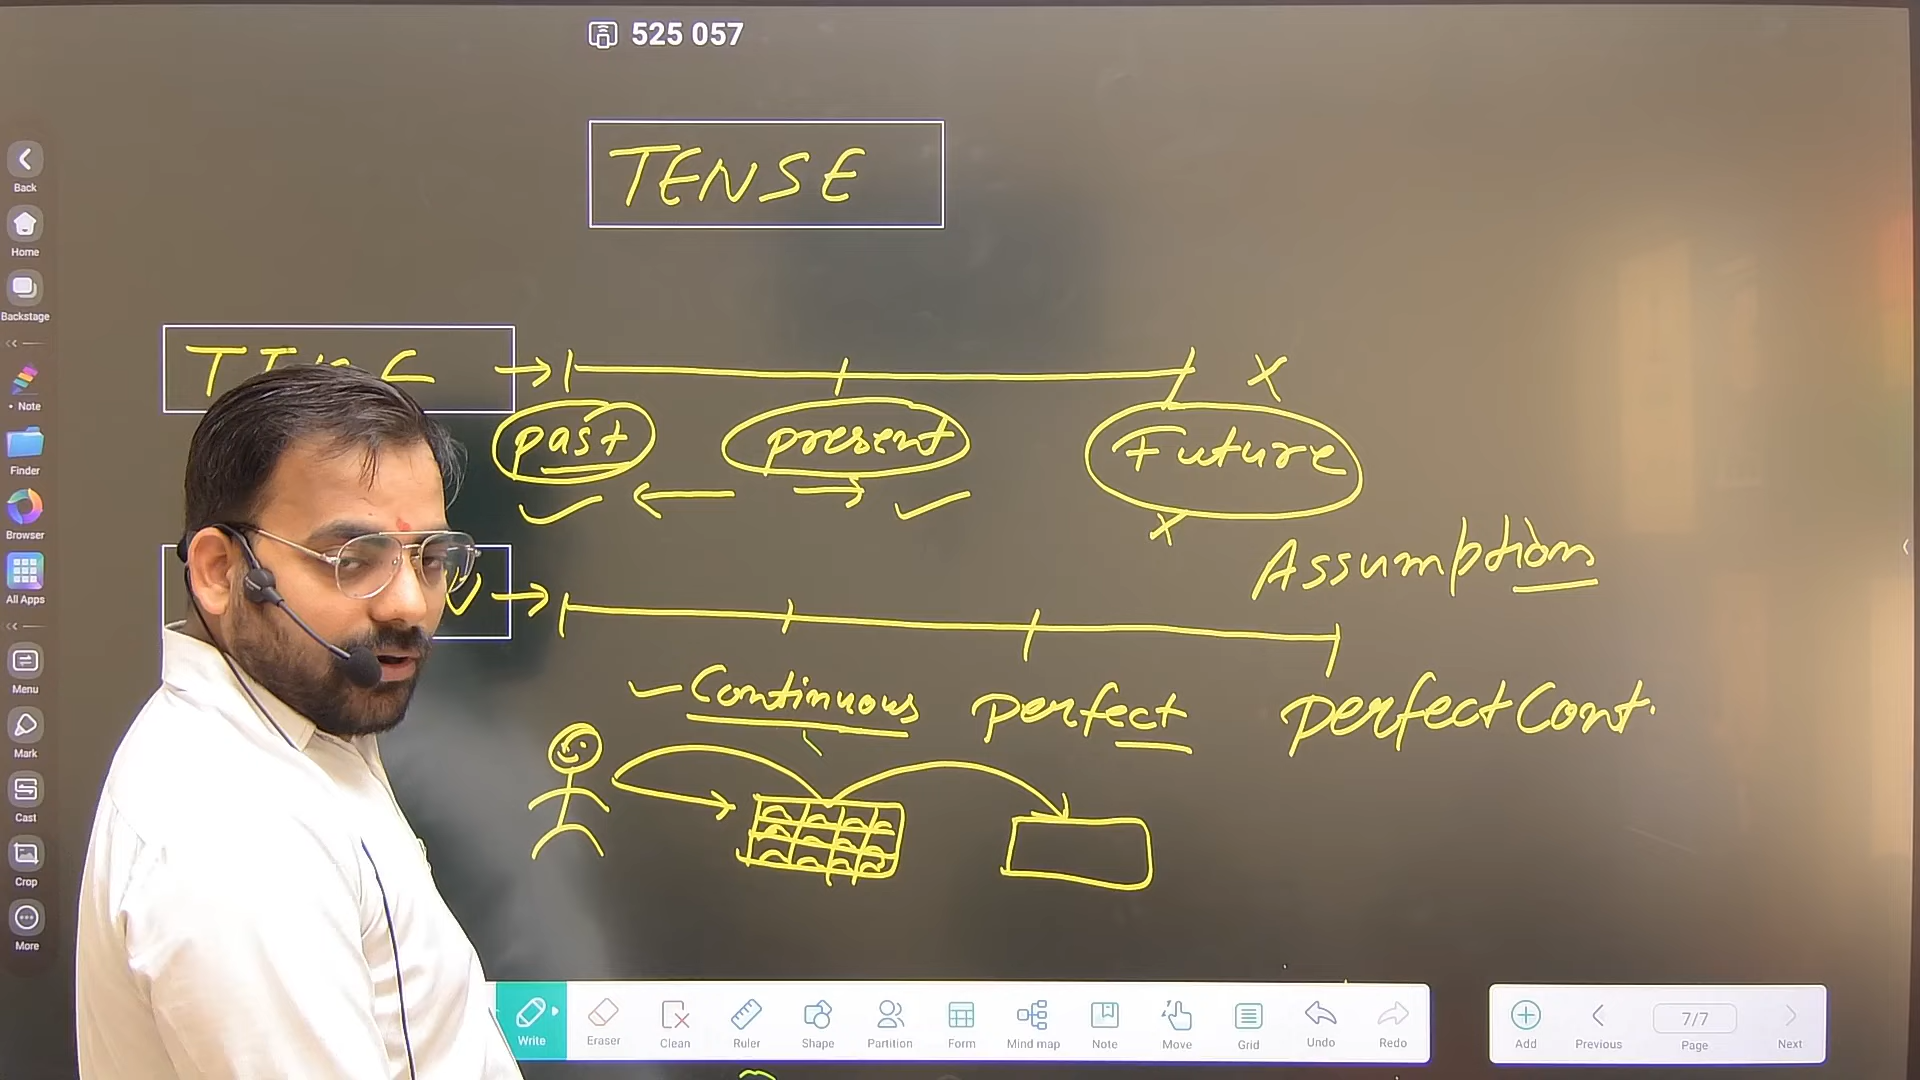 525 057
TENSE
Back
Home
Backstage
Note
Finder
Browser
All Apps
Menu
Mark
Cast
Crop
More
past present Future
X
X
Assumption
Continuous perfect perfect Cont.
Write Eraser Clean Ruler Shape Partition Form Mind map Note Move Grid Undo Redo
Add Previous 7/7 Page Next